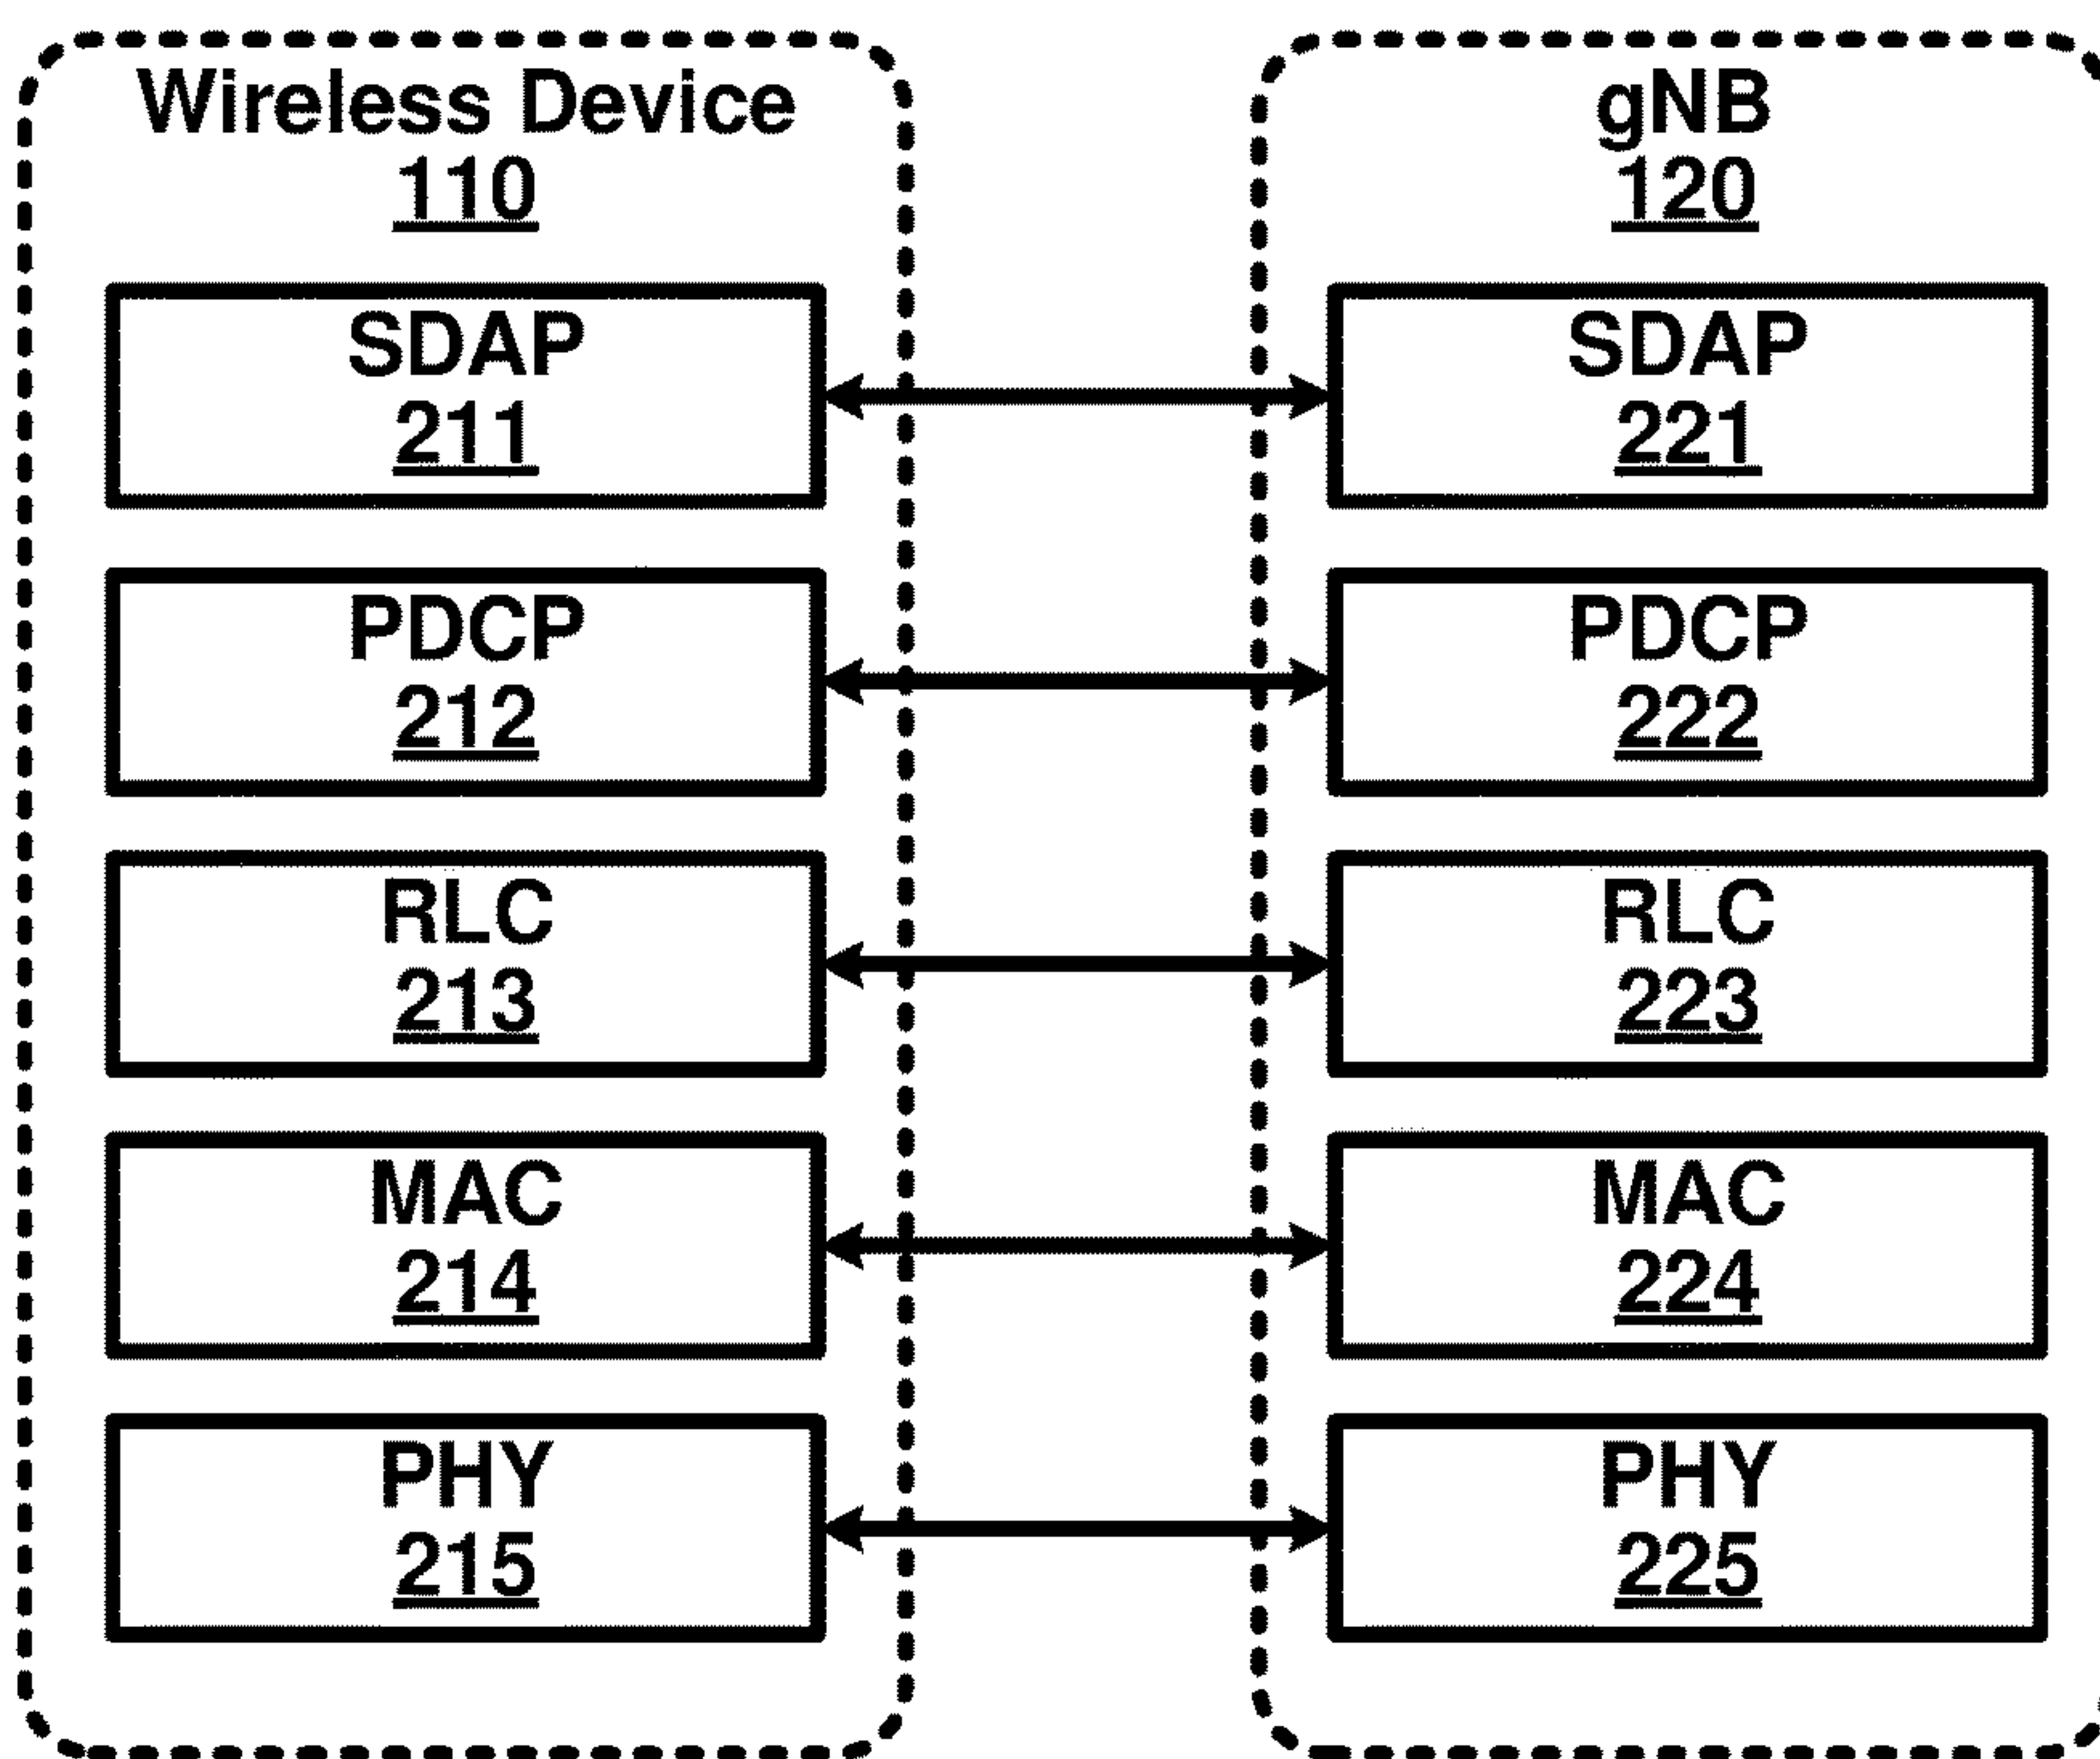 Wireless Device
110
SDAP
211
PDCP
212
RLC
213
MAC
214
PHY
215
gNB
120
SDAP
221
PDCP
222
RLC
223
MAC
224
PHY
225